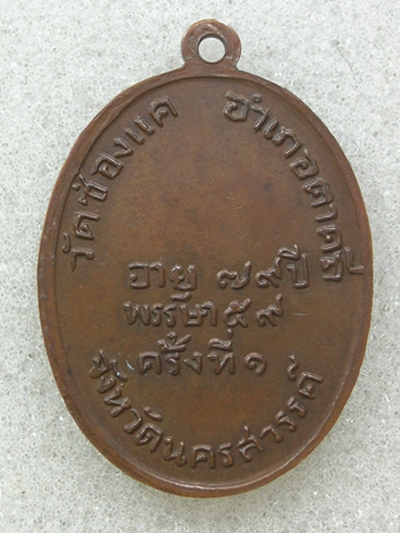 วัดช่องแค อำเภอตาคลี
อายุ ๗๙ ปี
พรรษา ๕๙
ครั้งที่ ๑
จังหวัดนครสวรรค์